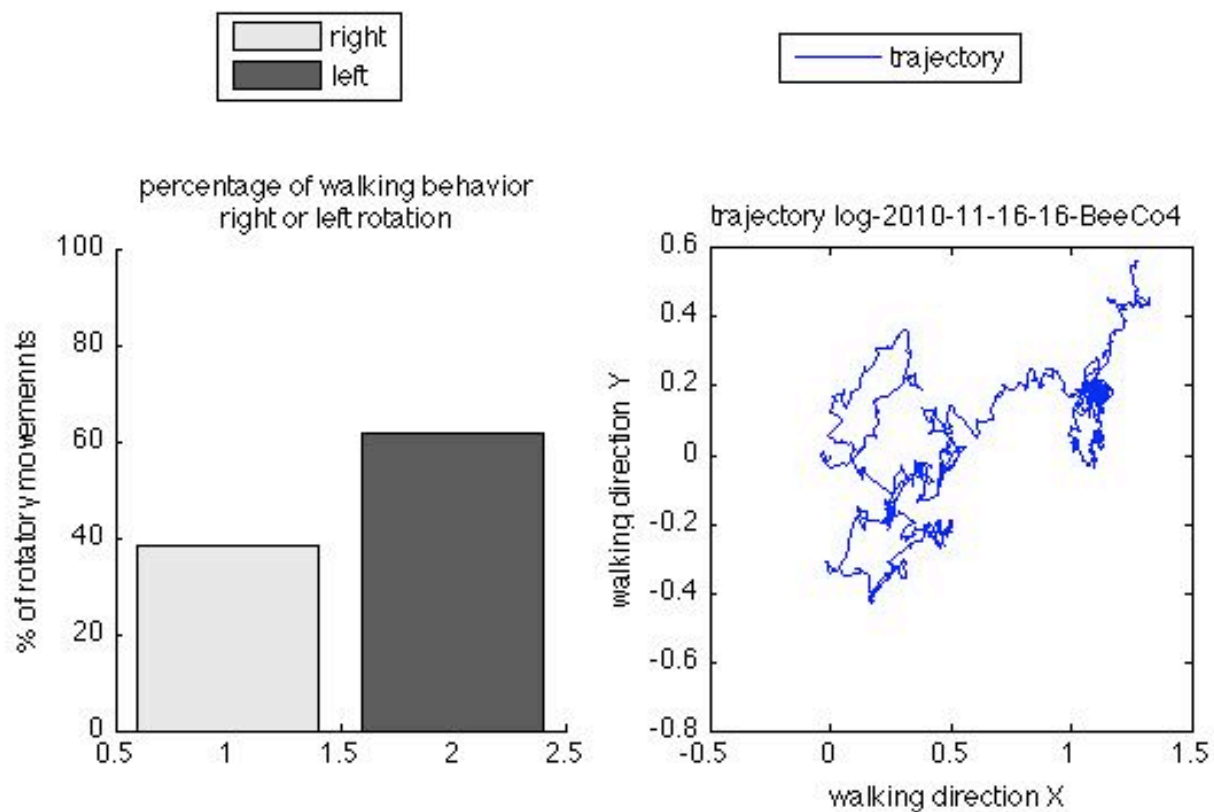 right
left
trajectory
percentage of walking behavior
right or left rotation
100
80
60
40
20
0
0.5
1
1.5
2
2.5
% of rotatory movemennts
trajectory log-2010-11-16-16-BeeCo4
0.6
0.4
0.2
0
-0.2
-0.4
-0.6
-0.8
-0.5
0
0.5
1
1.5
walking direction Y
walking direction X